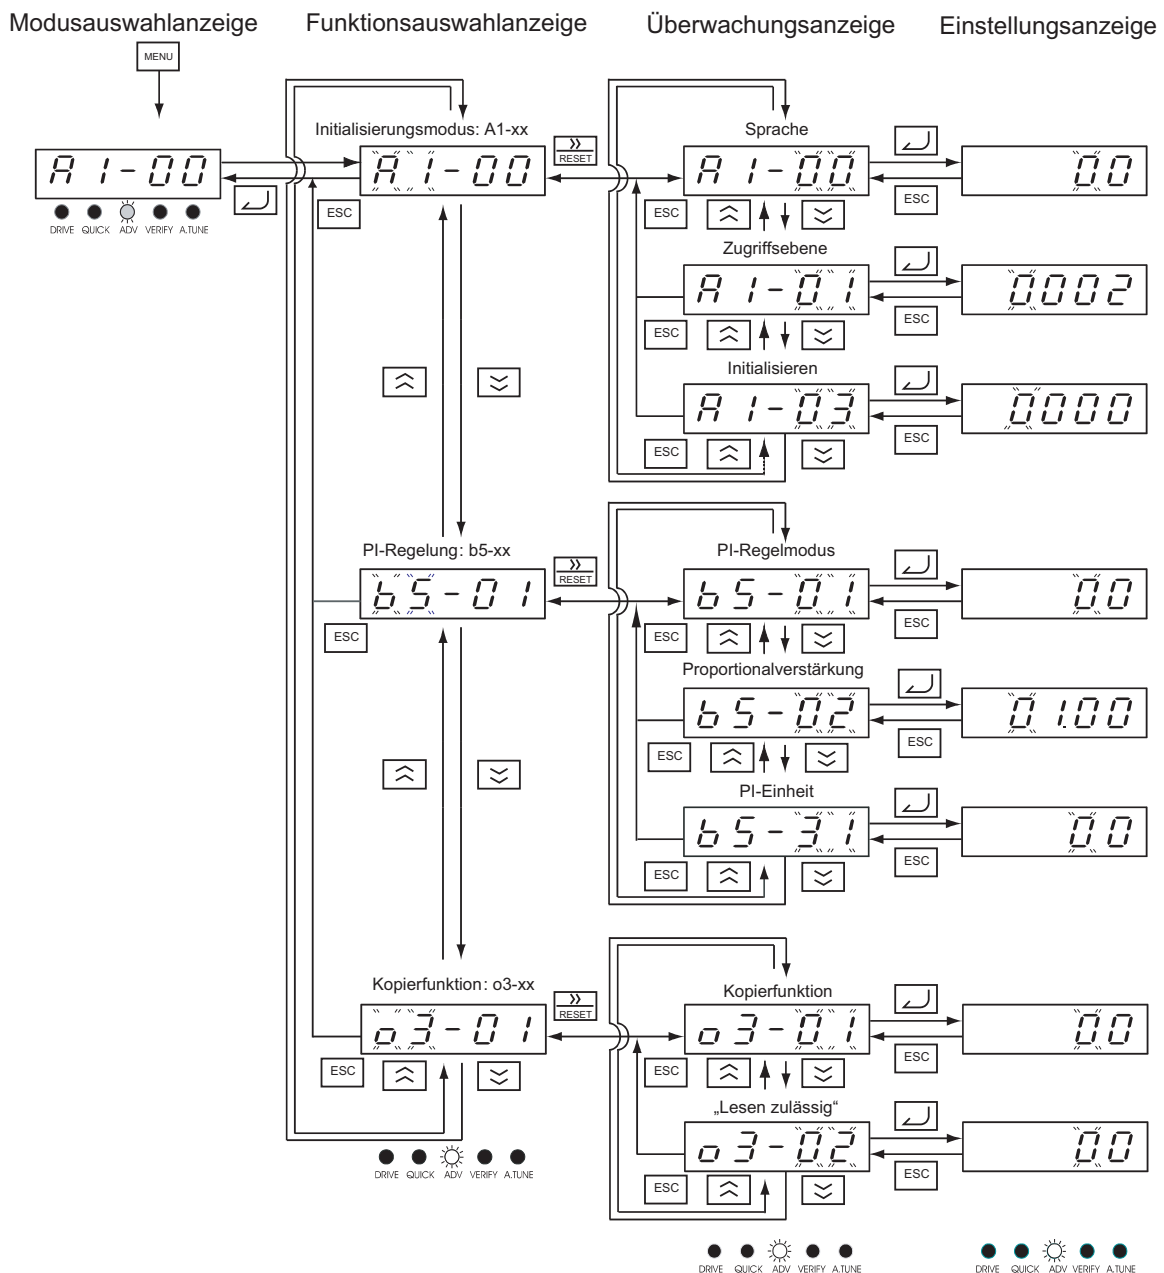 Modusauswahlanzeige Funktionsauswahlanzeige Überwachungsanzeige Einstellungsanzeige
MENU
Initialisierungsmodus: A1-xx
Sprache
RESET
A1-00
A1-00
A1-00
00
ESC
ESC
ESC
DRIVE QUICK ADV VERIFY A.TUNE
Zugriffsebene
A1-01
0002
ESC
ESC
Initialisieren
A1-03
0000
ESC
ESC
PI-Regelung: b5-xx
PI-Regelmodus
RESET
b5-01
b5-01
00
ESC
ESC
ESC
Proportionalverstärkung
b5-02
01.00
ESC
ESC
PI-Einheit
b5-31
00
ESC
ESC
Kopierfunktion: o3-xx
Kopierfunktion
RESET
o3-01
o3-01
00
ESC
ESC
ESC
„Lesen zulässig“
o3-02
00
DRIVE QUICK ADV VERIFY A.TUNE
ESC
ESC
DRIVE QUICK ADV VERIFY A.TUNE
DRIVE QUICK ADV VERIFY A.TUNE